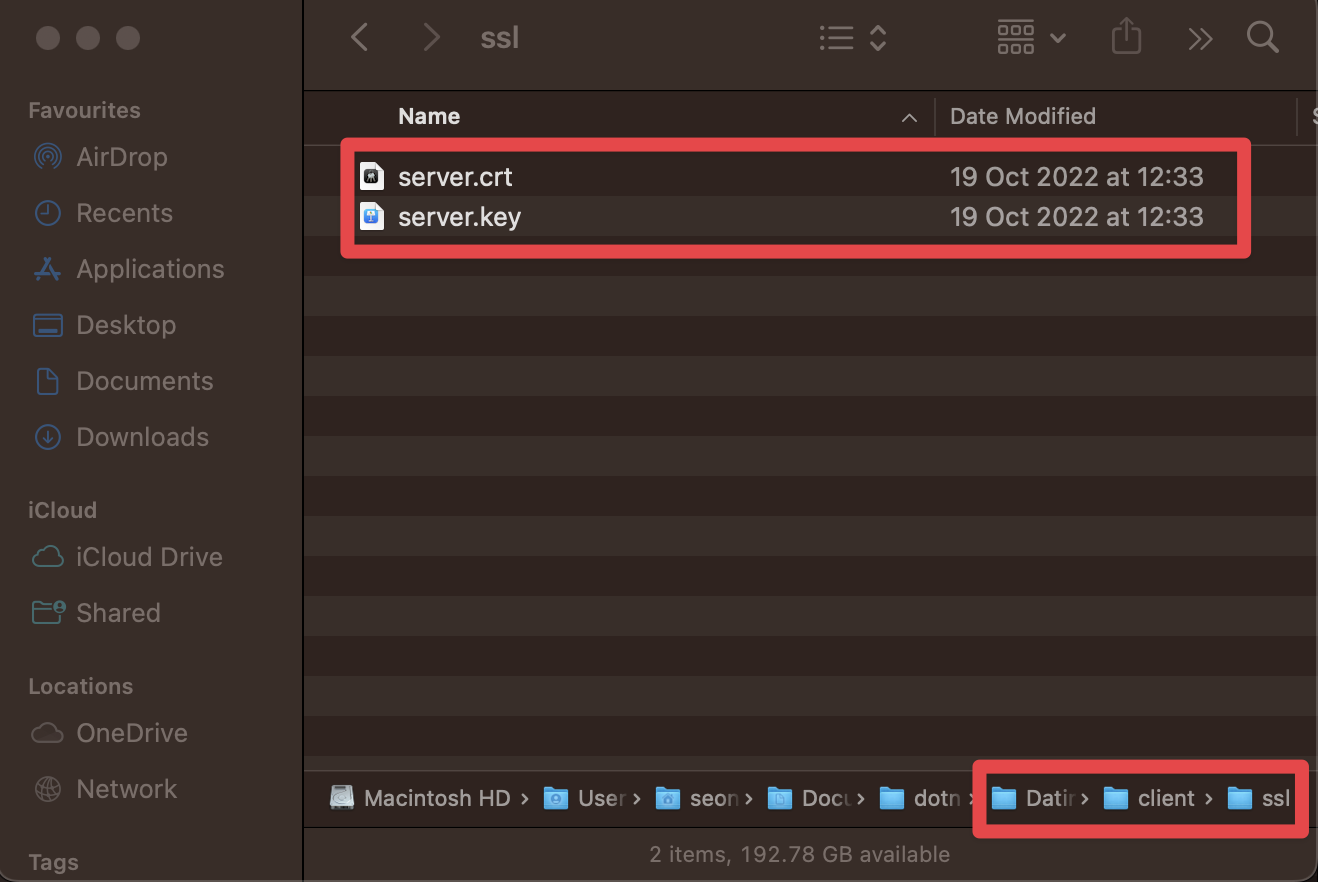 ssl
Favourites
AirDrop
Recents
Applications
Desktop
Documents
Downloads
iCloud
iCloud Drive
Shared
Locations
OneDrive
Network
Tags
Name Date Modified
server.crt 19 Oct 2022 at 12:33
server.key 19 Oct 2022 at 12:33
Macintosh HD › User › seon › Docu › dotn › Datin › client › ssl
2 items, 192.78 GB available